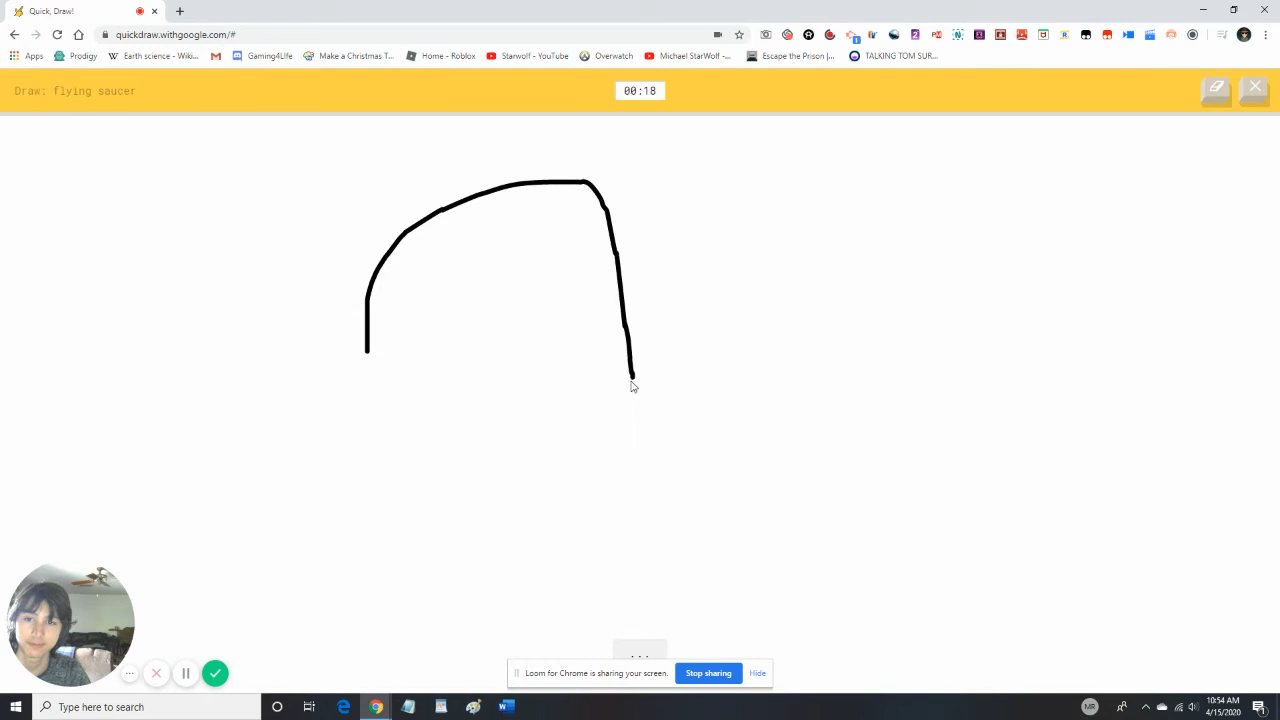 Quick, Draw!
quickdraw.withgoogle.com/#
Apps Prodigy Earth science - Wiki... Gaming4Life Make a Christmas T... Home - Roblox Starwolf - YouTube Overwatch Michael StarWolf -... Escape the Prison |... TALKING TOM SUR...
Draw: flying saucer
00:18
...
Loom for Chrome is sharing your screen. Stop sharing Hide
Type here to search
MR
10:54 AM
4/15/2020